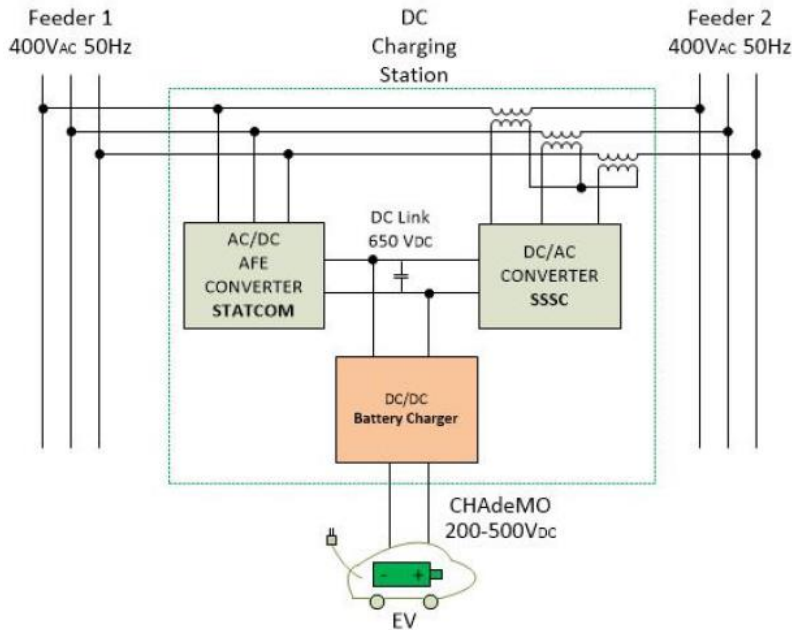 Feeder 1
400VAC 50Hz
DC
Charging
Station
Feeder 2
400VAC 50Hz
AC/DC
AFE
CONVERTER
STATCOM
DC Link
650 VDC
DC/AC
CONVERTER
SSSC
DC/DC
Battery Charger
CHAdeMO
200-500VDC
- +
EV